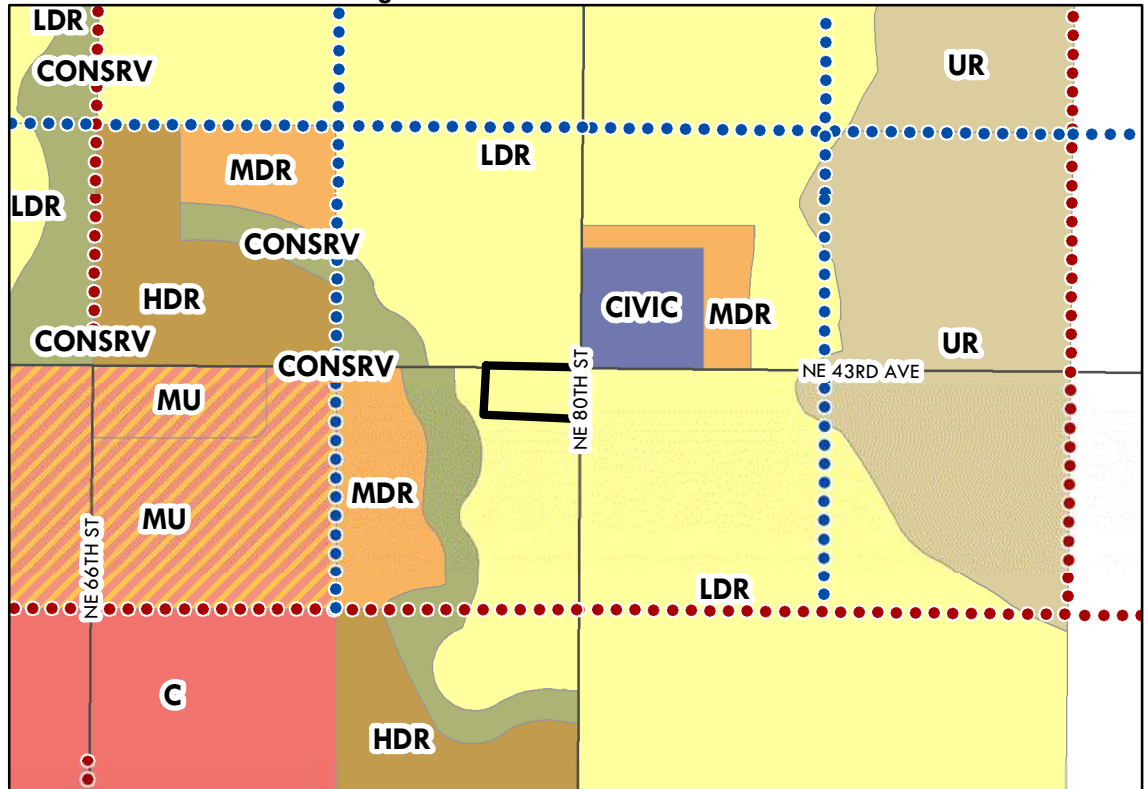 LDR
CONSRV
UR
LDR
MDR
LDR
CONSRV
HDR
CIVIC
MDR
CONSRV
UR
CONSRV
NE 43RD AVE
MU
NE 80TH ST
MDR
MU
NE 66TH ST
LDR
C
HDR